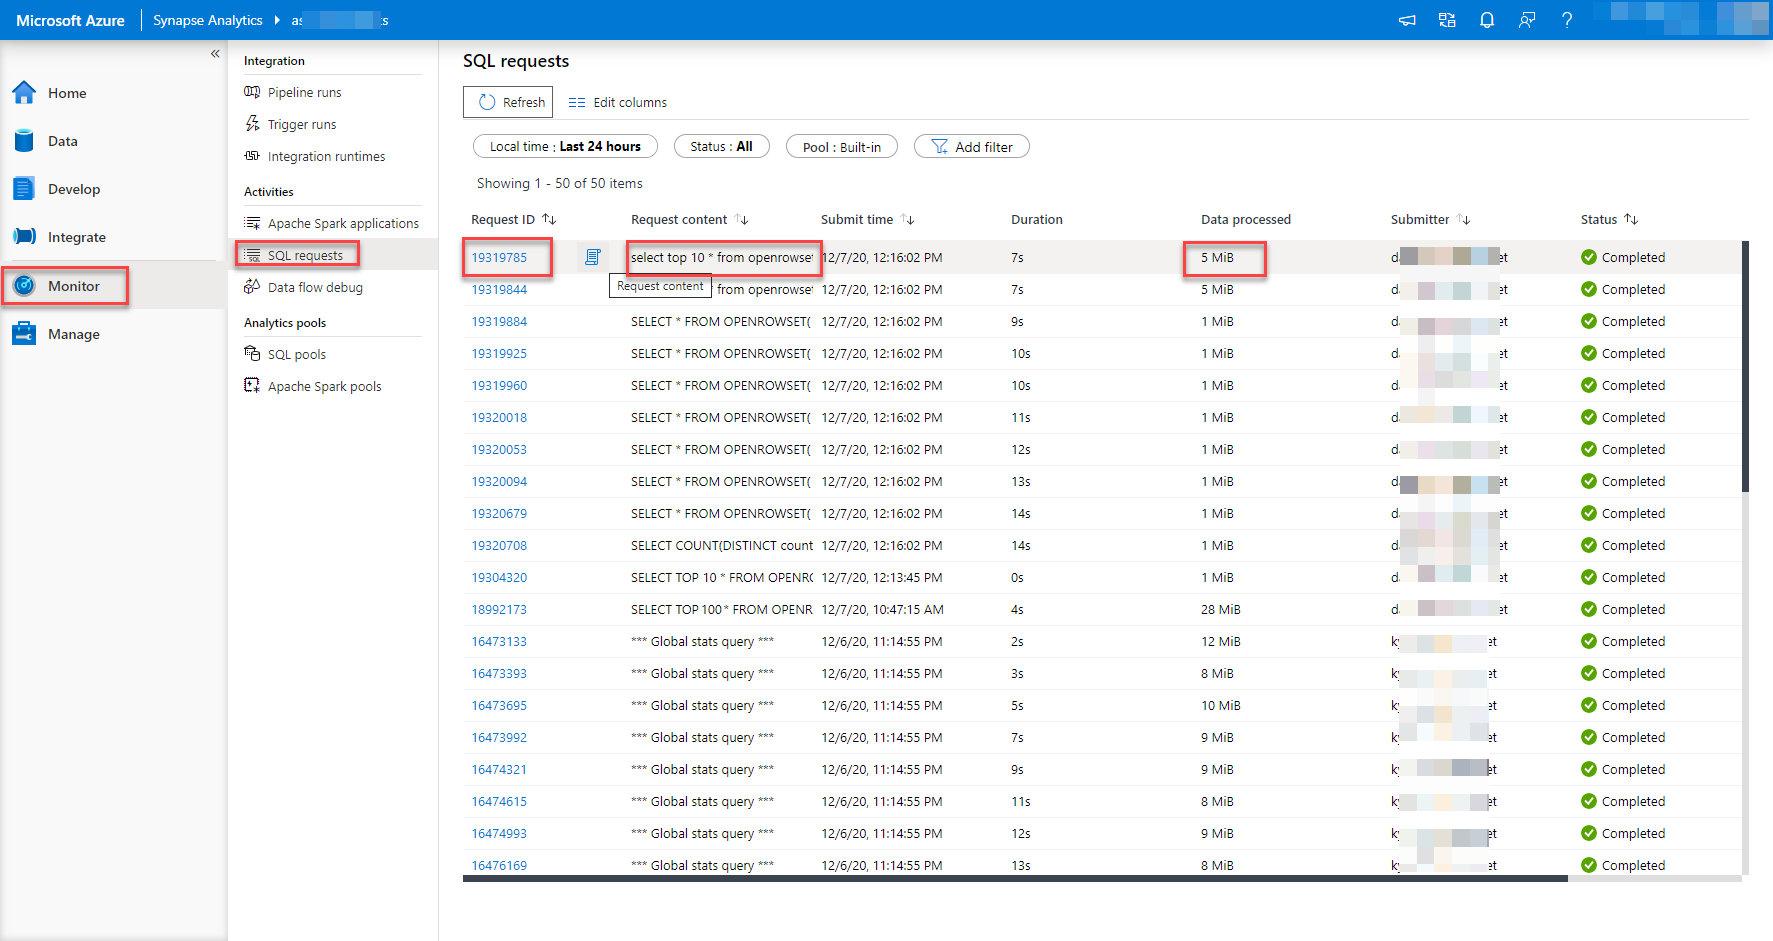 Microsoft Azure
Synapse Analytics
«
Home
Data
Develop
Integrate
Monitor
Manage
Integration
Pipeline runs
Trigger runs
Integration runtimes
Activities
Apache Spark applications
SQL requests
Data flow debug
Analytics pools
SQL pools
Apache Spark pools
SQL requests
Refresh Edit columns
Local time : Last 24 hours Status : All Pool : Built-in Add filter
Showing 1 - 50 of 50 items
Request ID Request content Submit time Duration Data processed Submitter Status
19319785 select top 10 * from openrowset 12/7/20, 12:16:02 PM 7s 5 MiB Completed
Request content
19319844 from openrowset 12/7/20, 12:16:02 PM 7s 5 MiB Completed
19319884 SELECT * FROM OPENROWSET( 12/7/20, 12:16:02 PM 9s 1 MiB Completed
19319925 SELECT * FROM OPENROWSET( 12/7/20, 12:16:02 PM 10s 1 MiB Completed
19319960 SELECT * FROM OPENROWSET( 12/7/20, 12:16:02 PM 10s 1 MiB Completed
19320018 SELECT * FROM OPENROWSET( 12/7/20, 12:16:02 PM 11s 1 MiB Completed
19320053 SELECT * FROM OPENROWSET( 12/7/20, 12:16:02 PM 12s 1 MiB Completed
19320094 SELECT * FROM OPENROWSET( 12/7/20, 12:16:02 PM 13s 1 MiB Completed
19320679 SELECT * FROM OPENROWSET( 12/7/20, 12:16:02 PM 14s 1 MiB Completed
19320708 SELECT COUNT(DISTINCT count 12/7/20, 12:16:02 PM 14s 1 MiB Completed
19304320 SELECT TOP 10 * FROM OPENR 12/7/20, 12:13:45 PM 0s 1 MiB Completed
18992173 SELECT TOP 100 * FROM OPENR 12/7/20, 10:47:15 AM 4s 28 MiB Completed
16473133 *** Global stats query *** 12/6/20, 11:14:55 PM 2s 12 MiB Completed
16473393 *** Global stats query *** 12/6/20, 11:14:55 PM 3s 8 MiB Completed
16473695 *** Global stats query *** 12/6/20, 11:14:55 PM 5s 10 MiB Completed
16473992 *** Global stats query *** 12/6/20, 11:14:55 PM 7s 9 MiB Completed
16474321 *** Global stats query *** 12/6/20, 11:14:55 PM 9s 9 MiB Completed
16474615 *** Global stats query *** 12/6/20, 11:14:55 PM 11s 8 MiB Completed
16474993 *** Global stats query *** 12/6/20, 11:14:55 PM 12s 9 MiB Completed
16476169 *** Global stats query *** 12/6/20, 11:14:55 PM 13s 8 MiB Completed